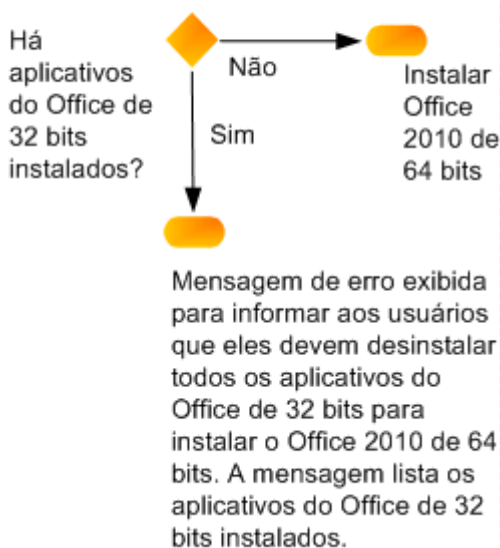 Há
aplicativos
do Office de
32 bits
instalados?
Não
Instalar
Office
2010 de
64 bits
Sim
Mensagem de erro exibida
para informar aos usuários
que eles devem desinstalar
todos os aplicativos do
Office de 32 bits para
instalar o Office 2010 de 64
bits. A mensagem lista os
aplicativos do Office de 32
bits instalados.